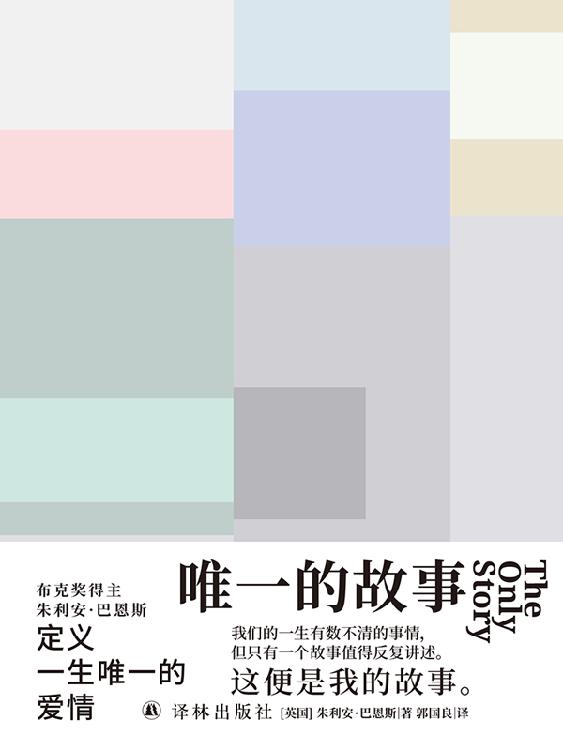 唯一的故事
The
Only
Story
布克奖得主
朱利安·巴恩斯
定义
一生唯一的
爱情
我们的一生有数不清的事情，
但只有一个故事值得反复讲述。
这便是我的故事。
译林出版社 [英国] 朱利安·巴恩斯|著 郭国良|译